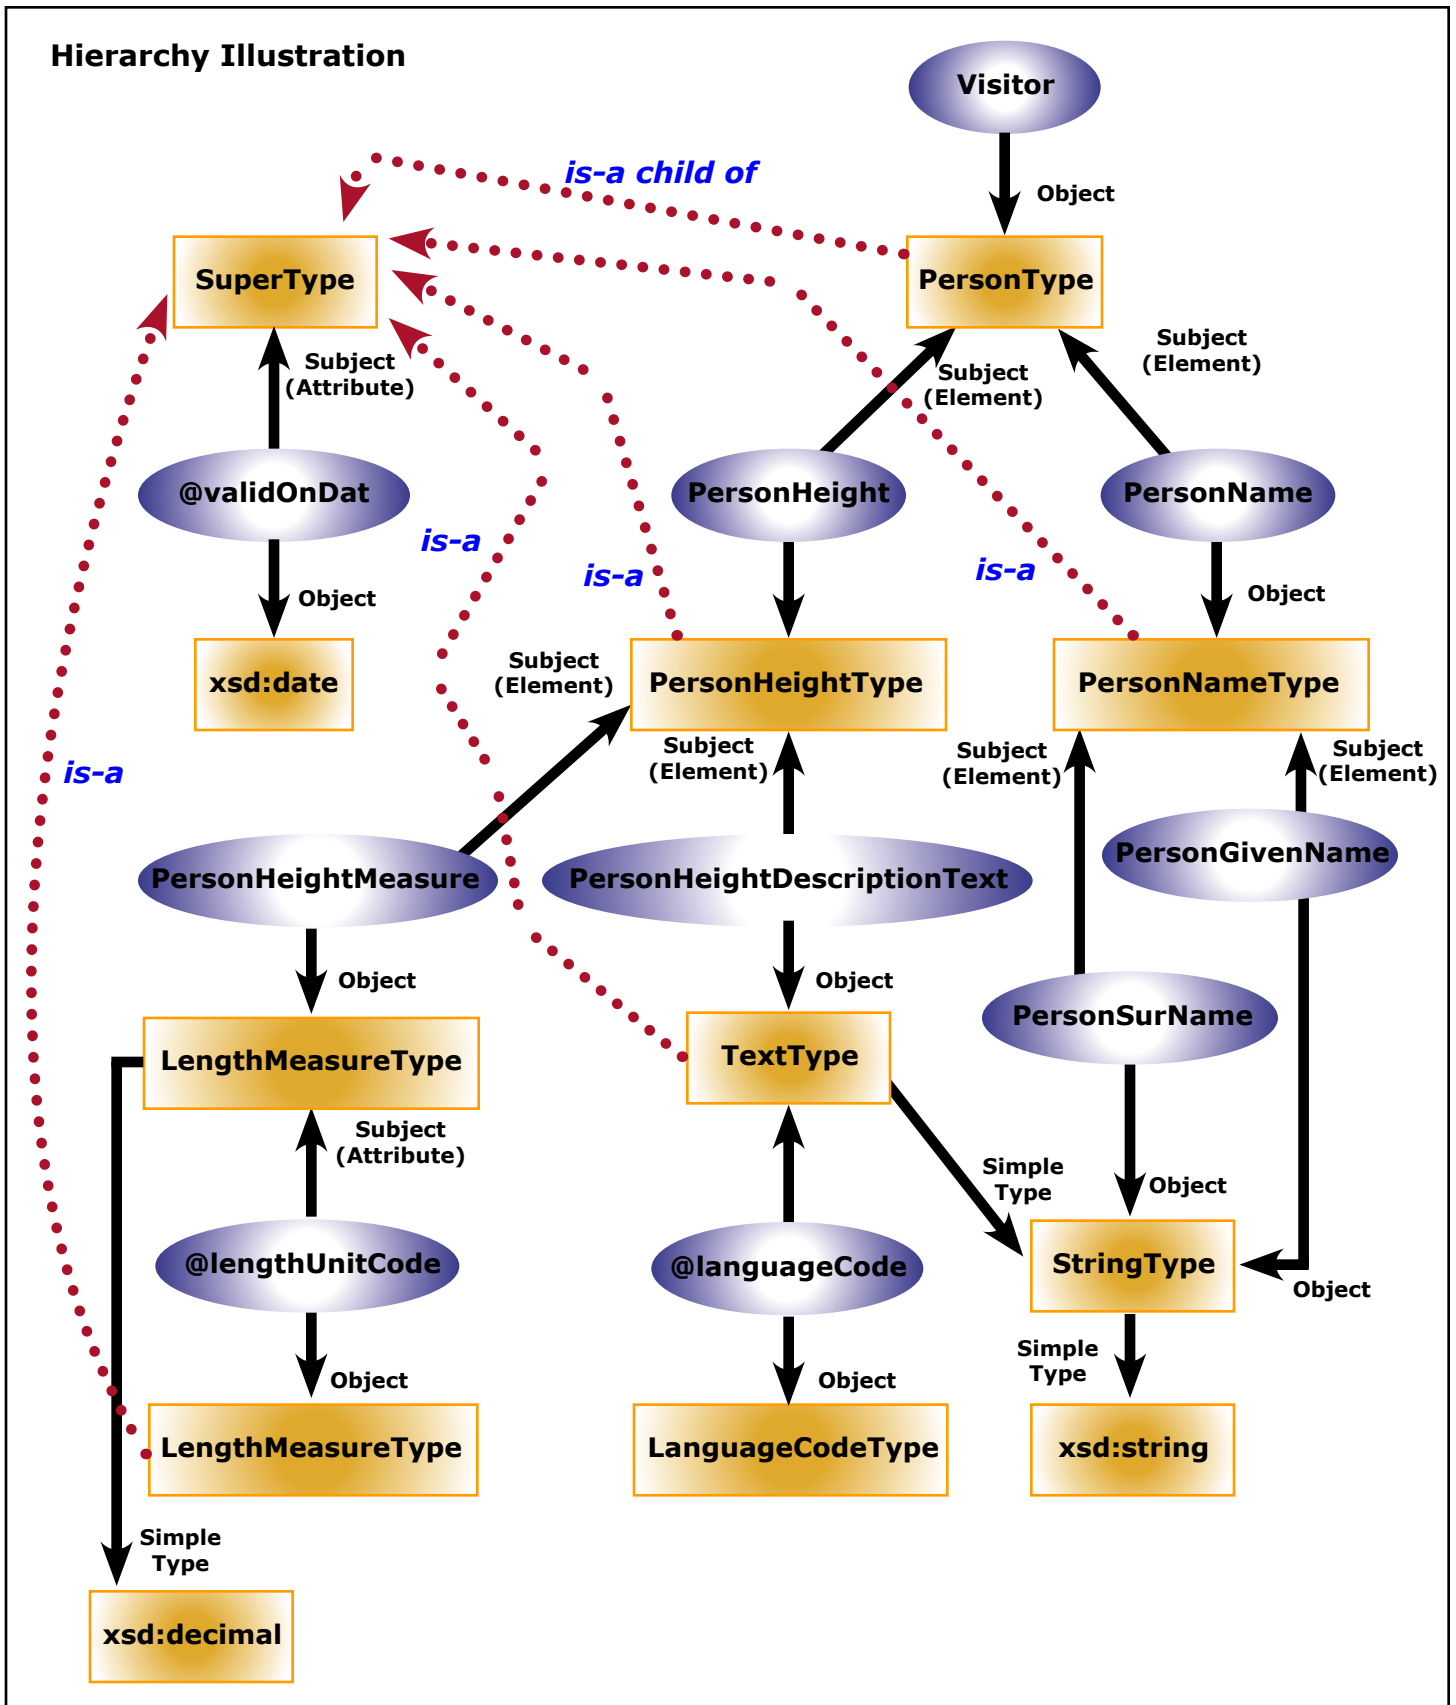 Hierarchy Illustration
Visitor
is-a child of
Object
SuperType
PersonType
Subject
(Attribute)
Subject
(Element)
Subject
(Element)
@validOnDat
PersonHeight
PersonName
is-a
is-a
is-a
Object
Object
xsd:date
Subject
(Element)
PersonHeightType
PersonNameType
is-a
Subject
(Element)
Subject
(Element)
Subject
(Element)
PersonHeightMeasure
PersonHeightDescriptionText
PersonGivenName
Object
Object
PersonSurName
LengthMeasureType
TextType
Subject
(Attribute)
Simple
Type
Object
@lengthUnitCode
@languageCode
StringType
Object
Object
Object
Simple
Type
LengthMeasureType
LanguageCodeType
xsd:string
Simple
Type
xsd:decimal